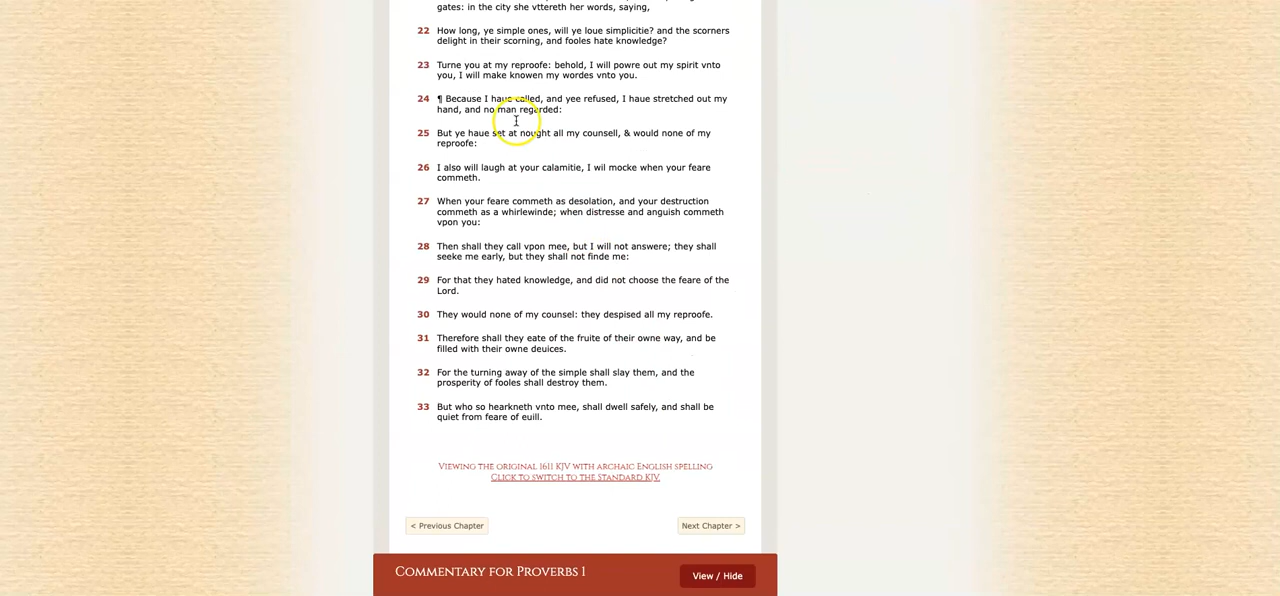 gates: in the city she vttereth her words, saying,
22 How long, ye simple ones, will ye loue simplicitie? and the scorners
delight in their scorning, and fooles hate knowledge?
23 Turne you at my reproofe: behold, I will powre out my spirit vnto
you, I will make knowen my wordes vnto you.
24 ¶ Because I haue called, and yee refused, I haue stretched out my
hand, and no man regarded:
25 But ye haue set at nought all my counsell, & would none of my
reproofe:
26 I also will laugh at your calamitie, I wil mocke when your feare
commeth.
27 When your feare commeth as desolation, and your destruction
commeth as a whirlewinde; when distresse and anguish commeth
vpon you:
28 Then shall they call vpon mee, but I will not answere; they shall
seeke me early, but they shall not finde me:
29 For that they hated knowledge, and did not choose the feare of the
Lord.
30 They would none of my counsel: they despised all my reproofe.
31 Therefore shall they eate of the fruite of their owne way, and be
filled with their owne deuices.
32 For the turning away of the simple shall slay them, and the
prosperity of fooles shall destroy them.
33 But who so hearkneth vnto mee, shall dwell safely, and shall be
quiet from feare of euill.
Viewing the original 1611 KJV with archaic English spelling
Click to switch to the Standard KJV.
< Previous Chapter
Next Chapter >
Commentary for Proverbs 1
View / Hide